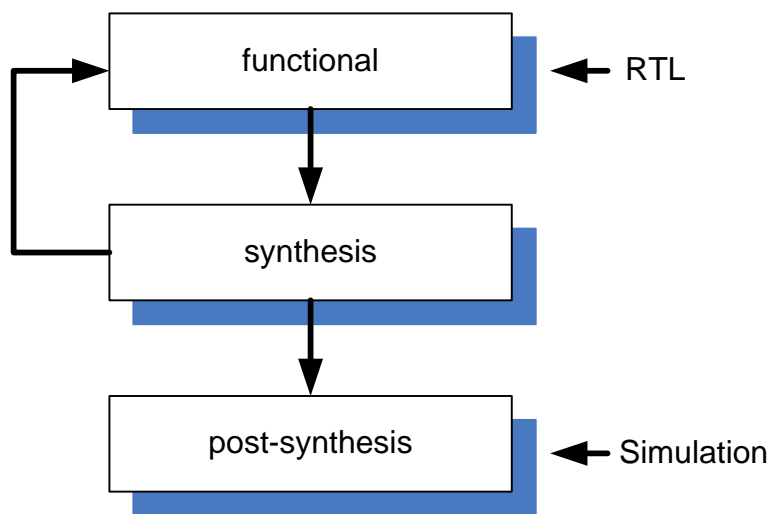 functional
RTL
synthesis
post-synthesis
Simulation